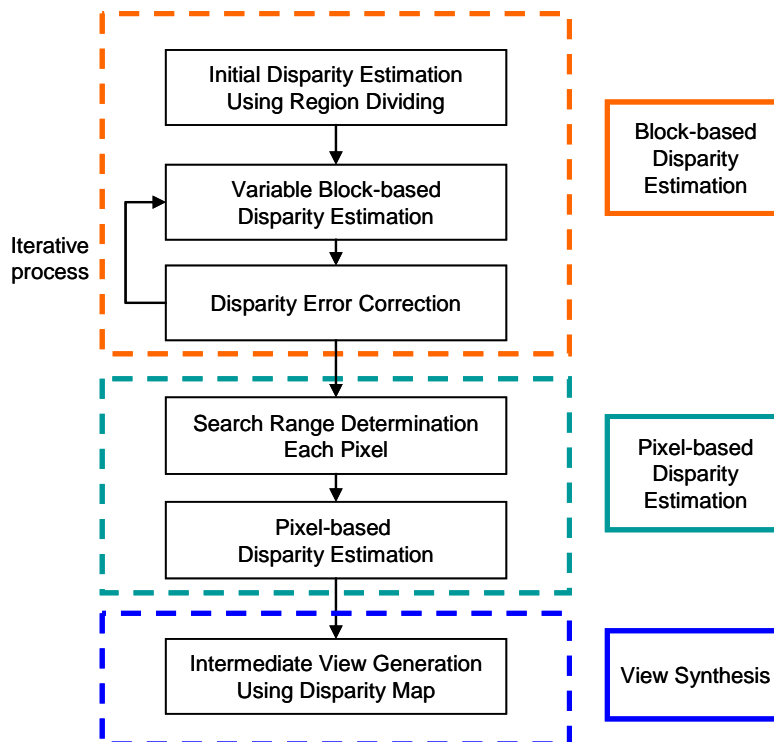 Initial Disparity Estimation
Using Region Dividing
Block-based
Disparity
Estimation
Variable Block-based
Disparity Estimation
Iterative
process
Disparity Error Correction
Search Range Determination
Each Pixel
Pixel-based
Disparity
Estimation
Pixel-based
Disparity Estimation
Intermediate View Generation
Using Disparity Map
View Synthesis